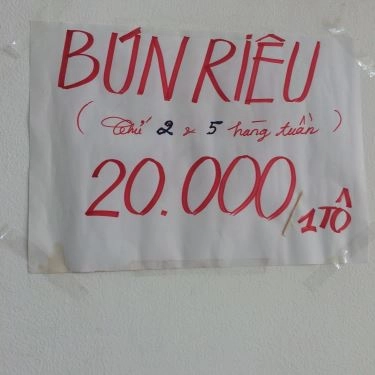 BÚN RIÊU
( Thứ 2 & 5 hàng tuần )
20.000/1TÔ